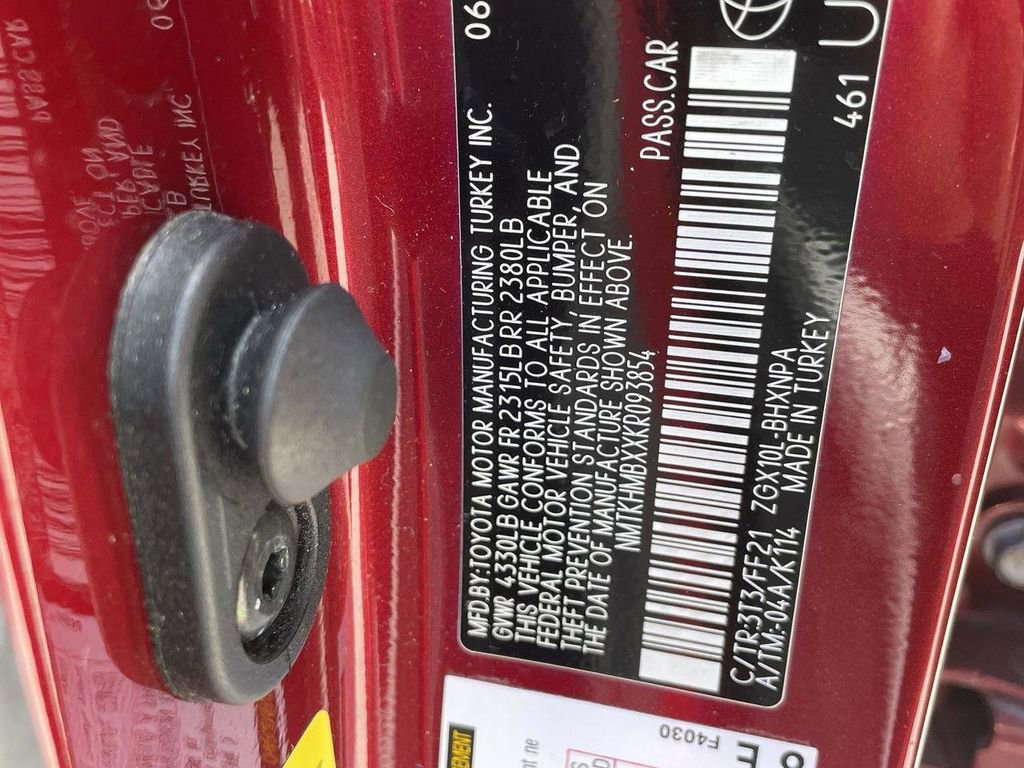 MFD.BY:TOYOTA MOTOR MANUFACTURING TURKEY INC. 06
GVWR 4330LB GAWR FR 2315LB RR 2380LB
THIS VEHICLE CONFORMS TO ALL APPLICABLE
FEDERAL MOTOR VEHICLE SAFETY, BUMPER, AND
THEFT PREVENTION STANDARDS IN EFFECT ON
THE DATE OF MANUFACTURE SHOWN ABOVE.
NMTKHMBXXKR093854 PASS.CAR
C/TR313/FF21 ZGX10L-BHXNPA
A/TM:04A/K114 MADE IN TURKEY 461 U
F4030